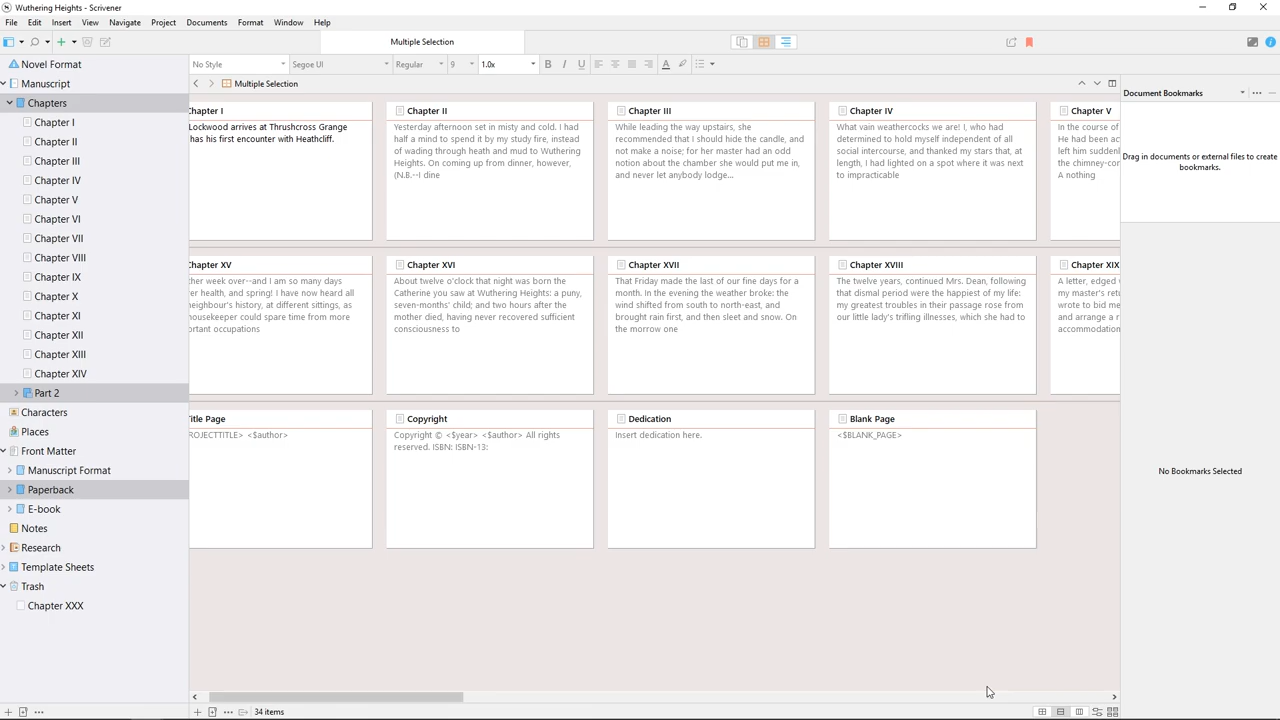 Wuthering Heights - Scrivener
File Edit Insert View Navigate Project Documents Format Window Help
Multiple Selection
No Style Segoe UI Regular 9 1.0x B I U A
Multiple Selection
Novel Format
Manuscript
Chapters
Chapter I
Chapter II
Chapter III
Chapter IV
Chapter V
Chapter VI
Chapter VII
Chapter VIII
Chapter IX
Chapter X
Chapter XI
Chapter XII
Chapter XIII
Chapter XIV
Part 2
Characters
Places
Front Matter
Manuscript Format
Paperback
E-book
Notes
Research
Template Sheets
Trash
Chapter XXX
Chapter I
Lockwood arrives at Thrushcross Grange
has his first encounter with Heathcliff.
Chapter II
Yesterday afternoon set in misty and cold. I had
half a mind to spend it by my study fire, instead
of wading through heath and mud to Wuthering
Heights. On coming up from dinner, however,
(N.B.--I dine
Chapter III
While leading the way upstairs, she
recommended that I should hide the candle, and
not make a noise; for her master had an odd
notion about the chamber she would put me in,
and never let anybody lodge...
Chapter IV
What vain weathercocks we are! I, who had
determined to hold myself independent of all
social intercourse, and thanked my stars that, at
length, I had lighted on a spot where it was next
to impracticable
Chapter V
In the course of
He had been ac
left him sudden
the chimney-cor
A nothing
Chapter XV
ther week over--and I am so many days
er health, and spring! I have now heard all
neighbour's history, at different sittings, as
housekeeper could spare time from more
ortant occupations
Chapter XVI
About twelve o'clock that night was born the
Catherine you saw at Wuthering Heights: a puny,
seven-months' child; and two hours after the
mother died, having never recovered sufficient
consciousness to
Chapter XVII
That Friday made the last of our fine days for a
month. In the evening the weather broke: the
wind shifted from south to north-east, and
brought rain first, and then sleet and snow. On
the morrow one
Chapter XVIII
The twelve years, continued Mrs. Dean, following
that dismal period were the happiest of my life:
my greatest troubles in their passage rose from
our little lady's trifling illnesses, which she had to
Chapter XIX
A letter, edged
my master's retu
wrote to bid me
and arrange a r
accommodation
Title Page
ROJECTTITLE> <$author>
Copyright
Copyright © <$year> <$author> All rights
reserved. ISBN: ISBN-13:
Dedication
Insert dedication here.
Blank Page
<$BLANK_PAGE>
34 items
Document Bookmarks
Drag in documents or external files to create
bookmarks.
No Bookmarks Selected